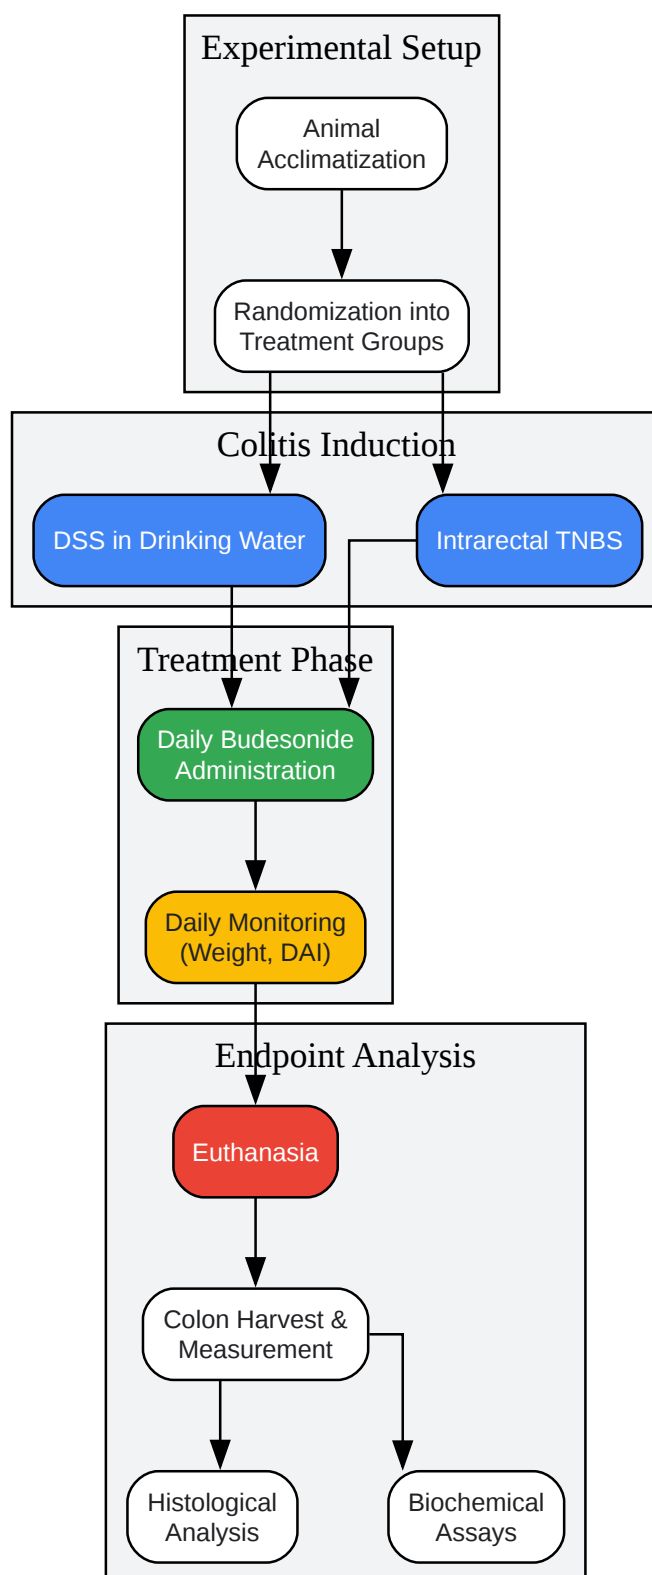 Experimental Setup
Animal
Acclimatization
Randomization into
Treatment Groups
Colitis Induction
DSS in Drinking Water
Intrarectal TNBS
Treatment Phase
Daily Budesonide
Administration
Daily Monitoring
(Weight, DAI)
Endpoint Analysis
Euthanasia
Colon Harvest &
Measurement
Histological
Analysis
Biochemical
Assays